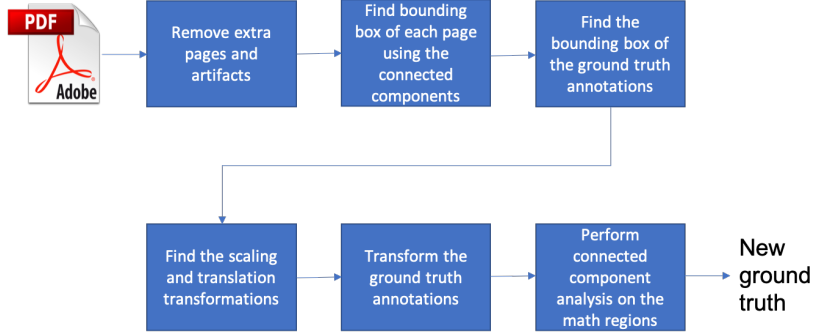 PDF
Adobe
Remove extra
pages and
artifacts
Find bounding
box of each page
using the
connected
components
Find the
bounding box of
the ground truth
annotations
Find the scaling
and translation
transformations
Transform the
ground truth
annotations
Perform
connected
component
analysis on the
math regions
New
ground
truth